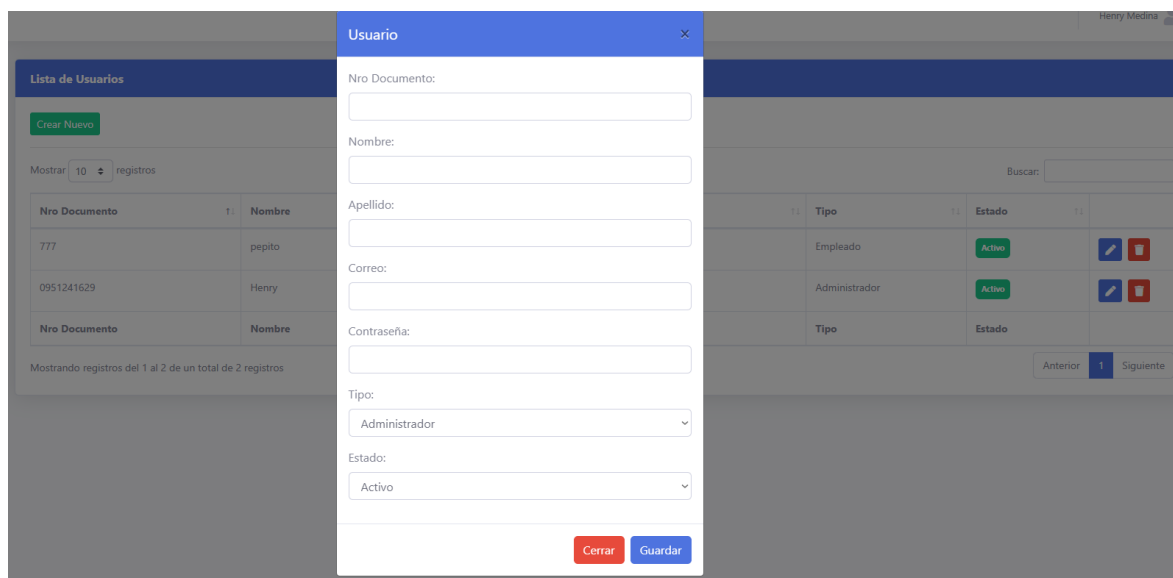 Henry Medina
Usuario ×
Lista de Usuarios
Nro Documento:
Crear Nuevo
Nombre:
Mostrar 10 registros
Buscar:
Apellido:
Nro Documento Nombre Tipo Estado
777 pepito Empleado Activo
Correo:
0951241629 Henry Administrador Activo
Nro Documento Nombre Tipo Estado
Contraseña:
Mostrando registros del 1 al 2 de un total de 2 registros
Anterior 1 Siguiente
Tipo:
Administrador
Estado:
Activo
Cerrar Guardar